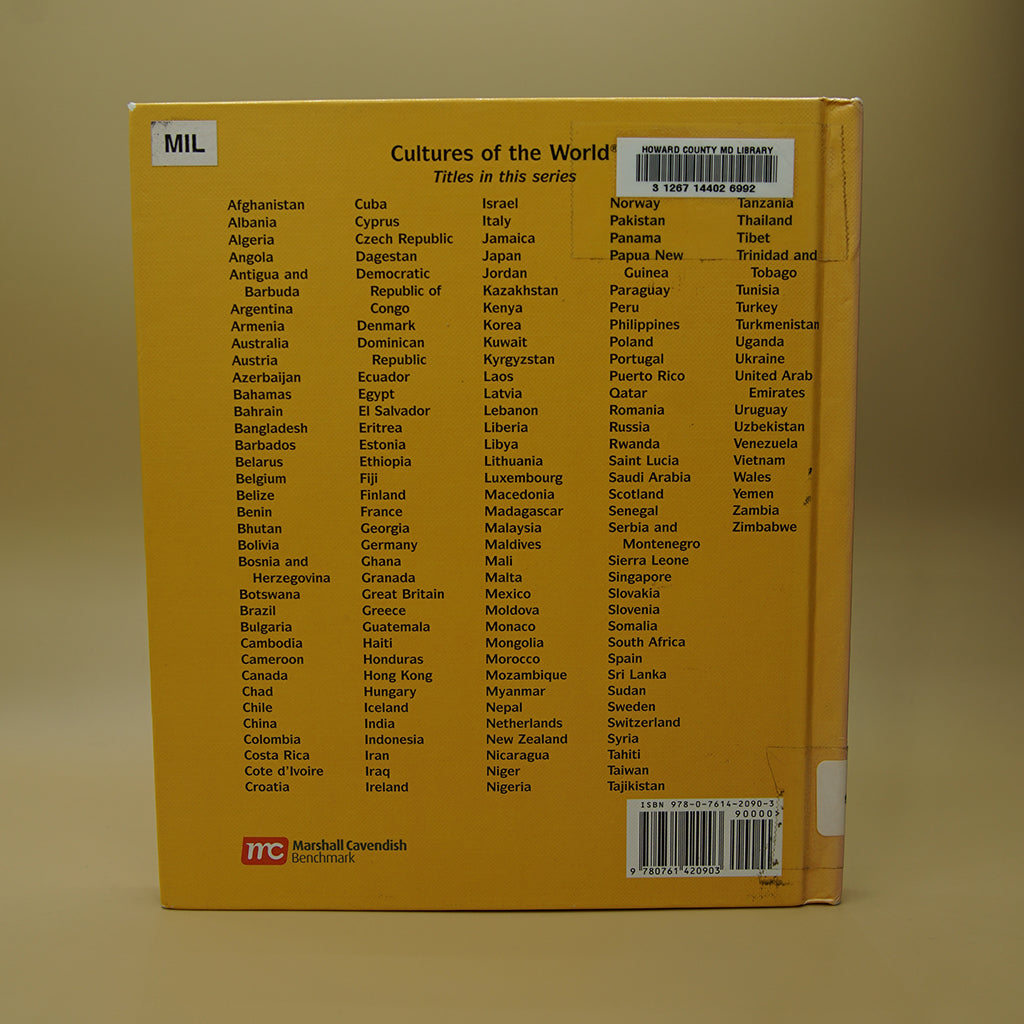 MIL
Cultures of the World®
Titles in this series
HOWARD COUNTY MD LIBRARY
3 1267 14402 6992
Afghanistan
Albania
Algeria
Angola
Antigua and
Barbuda
Argentina
Armenia
Australia
Austria
Azerbaijan
Bahamas
Bahrain
Bangladesh
Barbados
Belarus
Belgium
Belize
Benin
Bhutan
Bolivia
Bosnia and
Herzegovina
Botswana
Brazil
Bulgaria
Cambodia
Cameroon
Canada
Chad
Chile
China
Colombia
Costa Rica
Cote d'Ivoire
Croatia
Cuba
Cyprus
Czech Republic
Dagestan
Democratic
Republic of
Congo
Denmark
Dominican
Republic
Ecuador
Egypt
El Salvador
Eritrea
Estonia
Ethiopia
Fiji
Finland
France
Georgia
Germany
Ghana
Granada
Great Britain
Greece
Guatemala
Haiti
Honduras
Hong Kong
Hungary
Iceland
India
Indonesia
Iran
Iraq
Ireland
Israel
Italy
Jamaica
Japan
Jordan
Kazakhstan
Kenya
Korea
Kuwait
Kyrgyzstan
Laos
Latvia
Lebanon
Liberia
Libya
Lithuania
Luxembourg
Macedonia
Madagascar
Malaysia
Maldives
Mali
Malta
Mexico
Moldova
Monaco
Mongolia
Morocco
Mozambique
Myanmar
Nepal
Netherlands
New Zealand
Nicaragua
Niger
Nigeria
Norway
Pakistan
Panama
Papua New
Guinea
Paraguay
Peru
Philippines
Poland
Portugal
Puerto Rico
Qatar
Romania
Russia
Rwanda
Saint Lucia
Saudi Arabia
Scotland
Senegal
Serbia and
Montenegro
Sierra Leone
Singapore
Slovakia
Slovenia
Somalia
South Africa
Spain
Sri Lanka
Sudan
Sweden
Switzerland
Syria
Tahiti
Taiwan
Tajikistan
Tanzania
Thailand
Tibet
Trinidad and
Tobago
Tunisia
Turkey
Turkmenistan
Uganda
Ukraine
United Arab
Emirates
Uruguay
Uzbekistan
Venezuela
Vietnam
Wales
Yemen
Zambia
Zimbabwe
mc Marshall Cavendish
Benchmark
ISBN 978-0-7614-2090-3
90000>
9 780761 420903